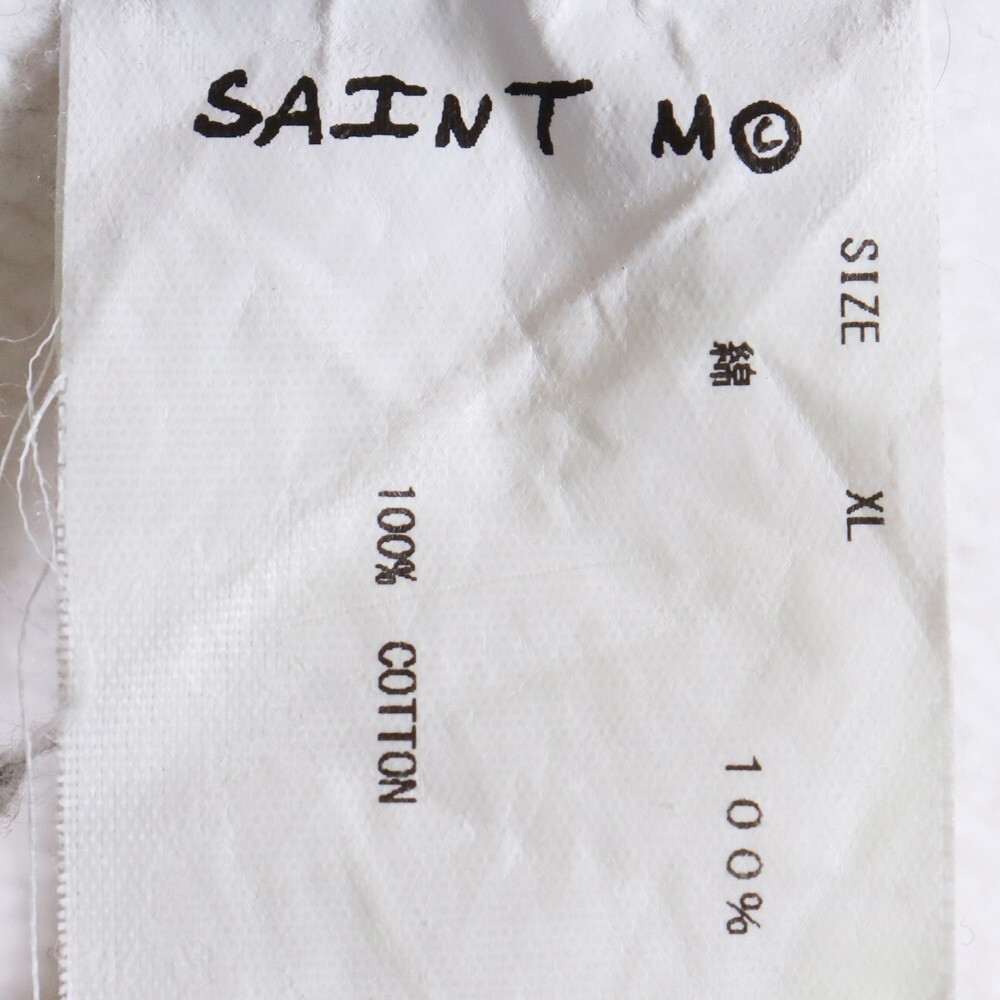 SAINT M©
SIZE XL
綿 100%
100% COTTON